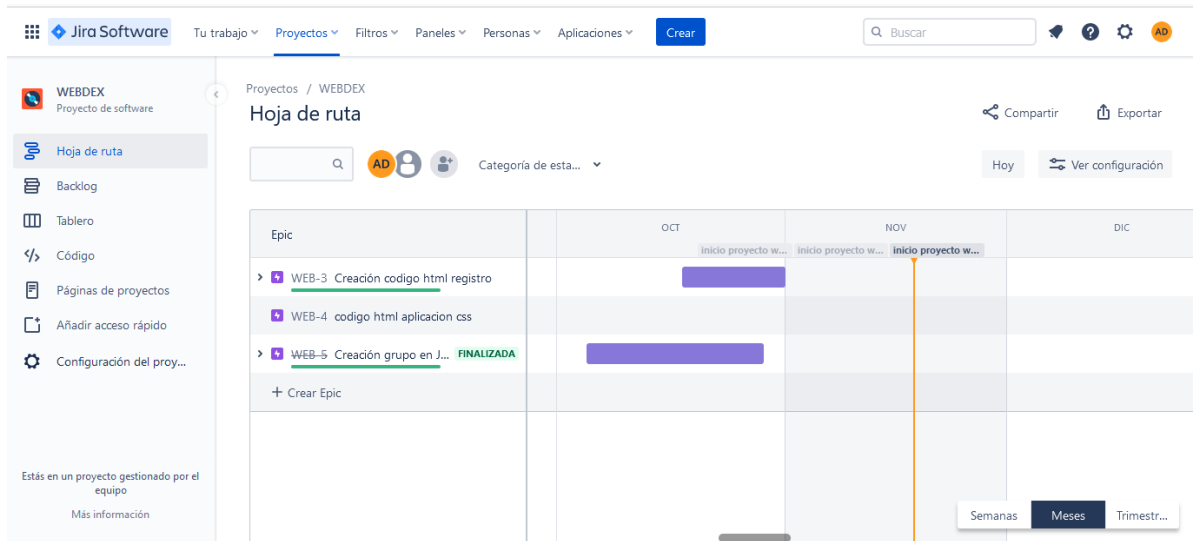 Jira Software Tu trabajo Proyectos Filtros Paneles Personas Aplicaciones Crear Buscar AD
WEBDEX
Proyecto de software
Hoja de ruta
Backlog
Tablero
Código
Páginas de proyectos
Añadir acceso rápido
Configuración del proy...
Estás en un proyecto gestionado por el
equipo
Más información
Proyectos / WEBDEX
Hoja de ruta
Compartir Exportar
AD Categoría de esta... Hoy Ver configuración
Epic OCT NOV DIC
inicio proyecto w... inicio proyecto w... inicio proyecto w...
WEB-3 Creación codigo html registro
WEB-4 codigo html aplicacion css
WEB-5 Creación grupo en J... FINALIZADA
+ Crear Epic
Semanas Meses Trimestr...